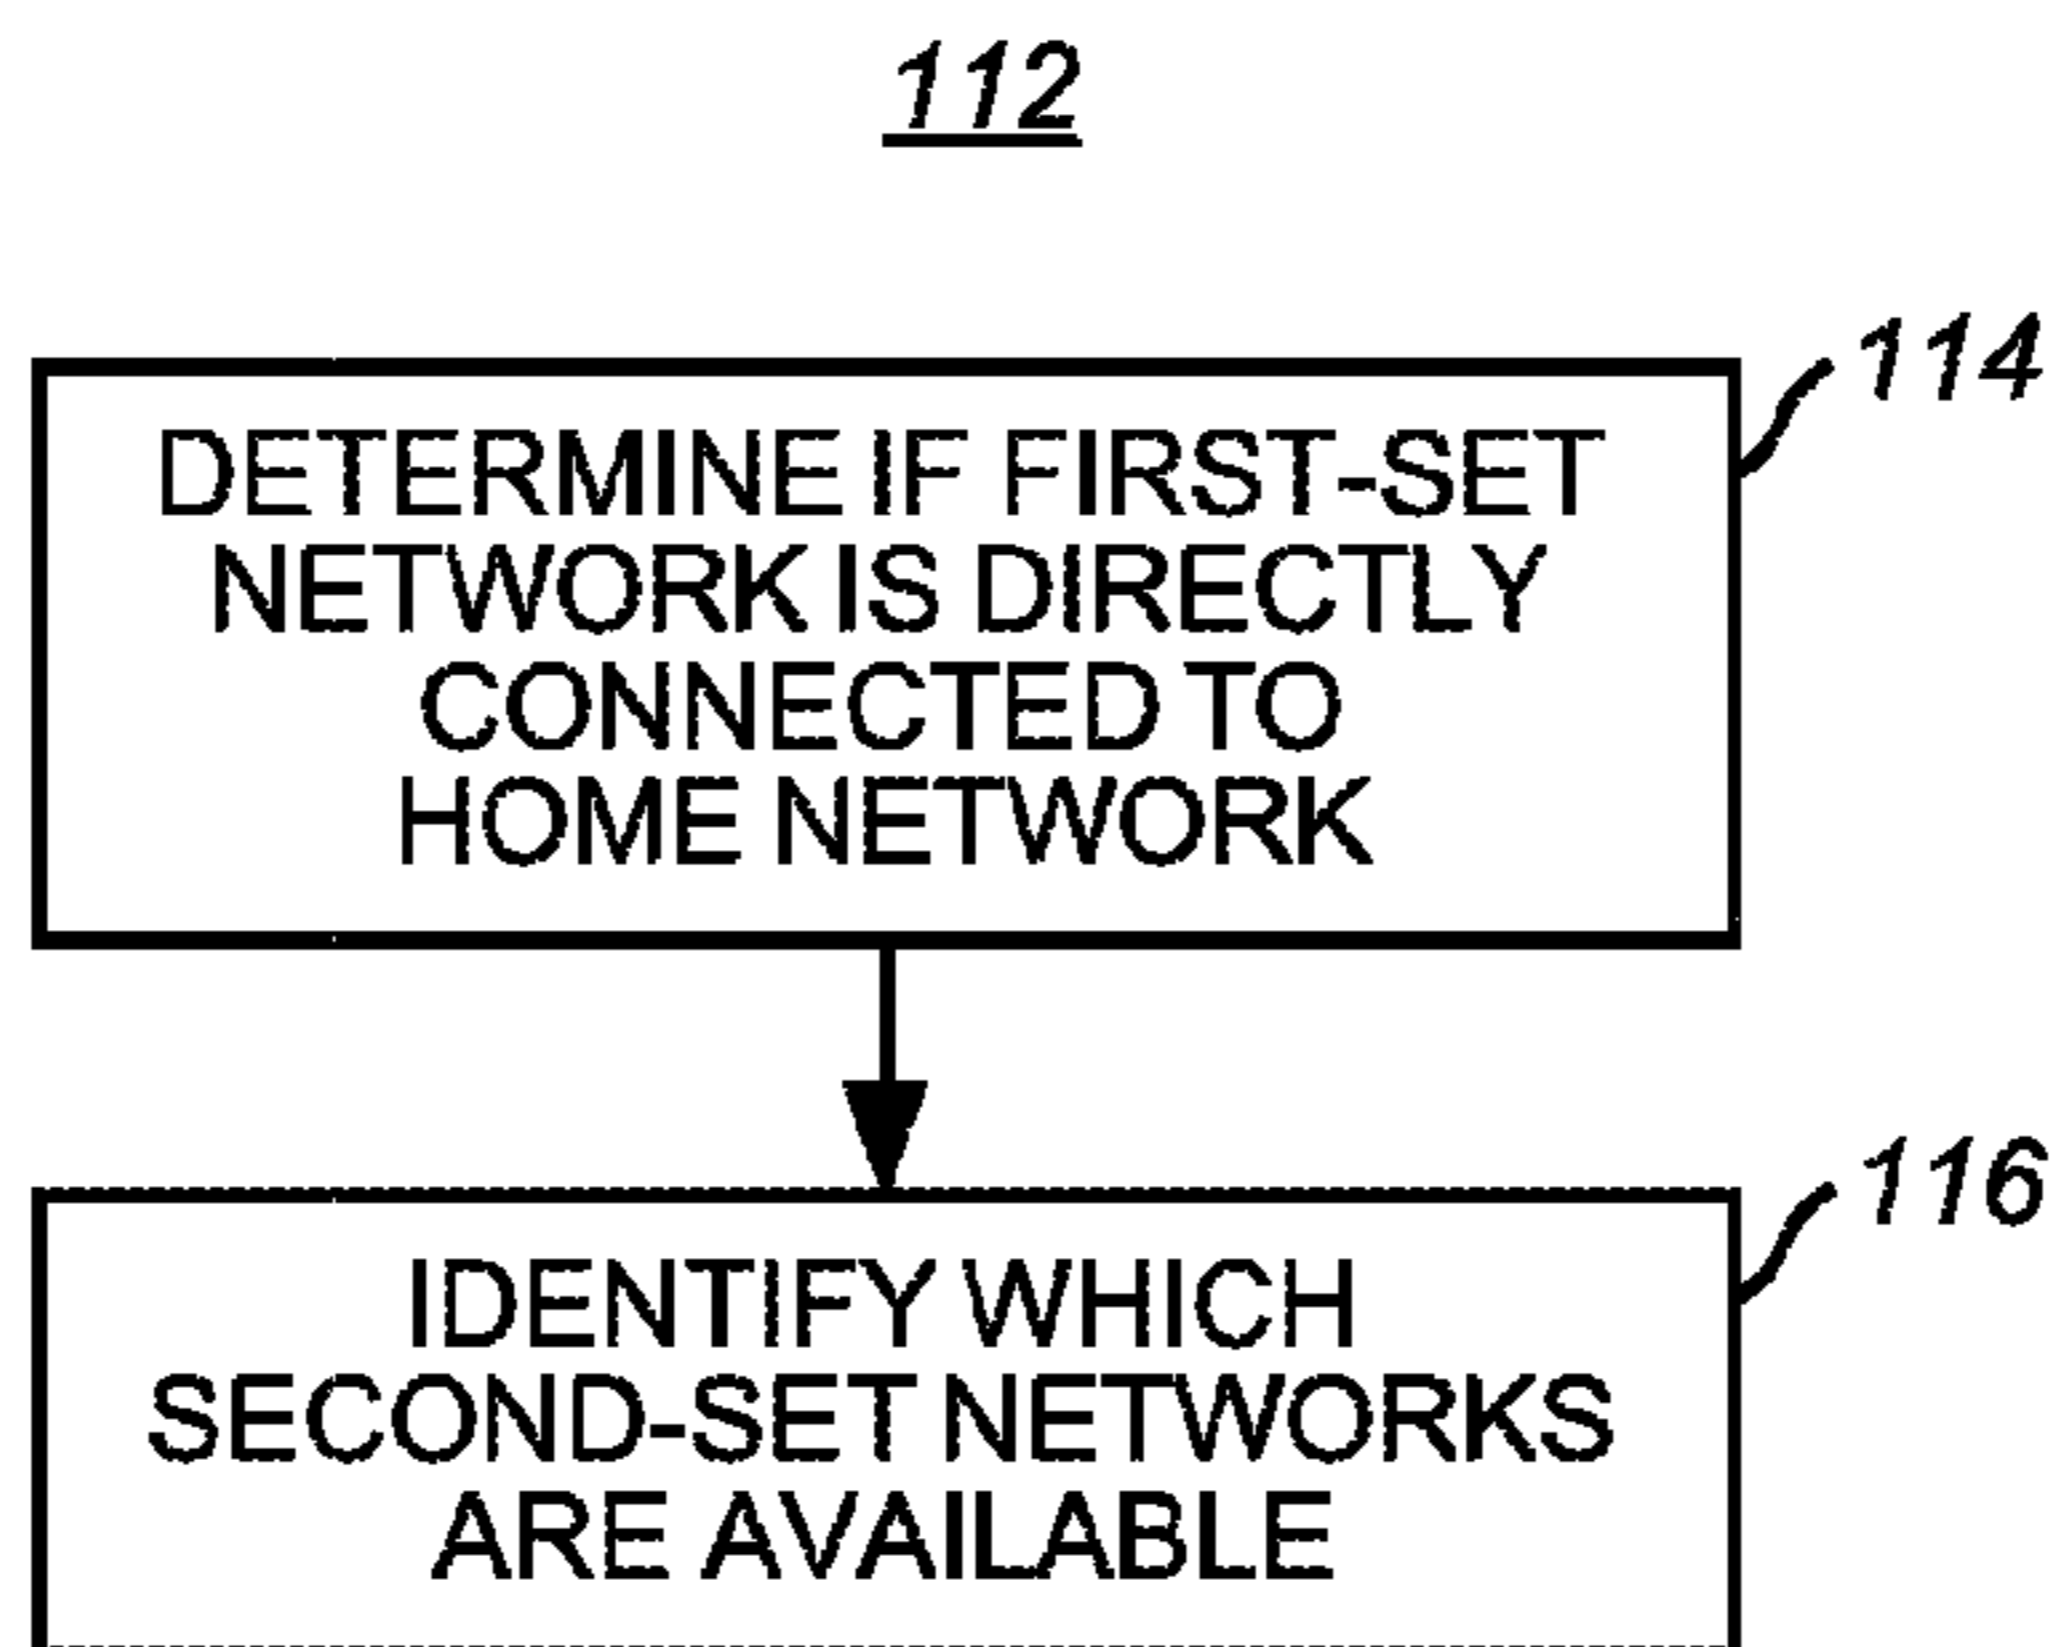 112
114
DETERMINE IF FIRST-SET
NETWORK IS DIRECTLY
CONNECTED TO
HOME NETWORK
116
IDENTIFY WHICH
SECOND-SET NETWORKS
ARE AVAILABLE